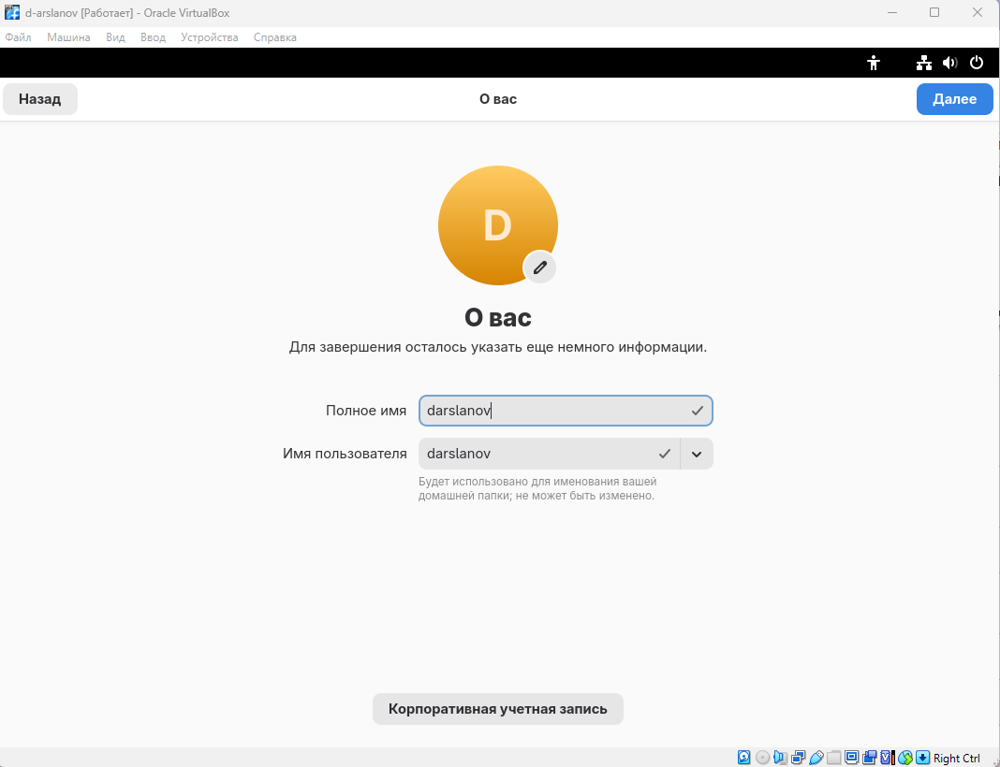 d-arslanov [Работает] - Oracle VirtualBox
Файл Машина Вид Ввод Устройства Справка
Назад О вас Далее
D
О вас
Для завершения осталось указать еще немного информации.
Полное имя darslanov
Имя пользователя darslanov
Будет использовано для именования вашей
домашней папки; не может быть изменено.
Корпоративная учетная запись
Right Ctrl